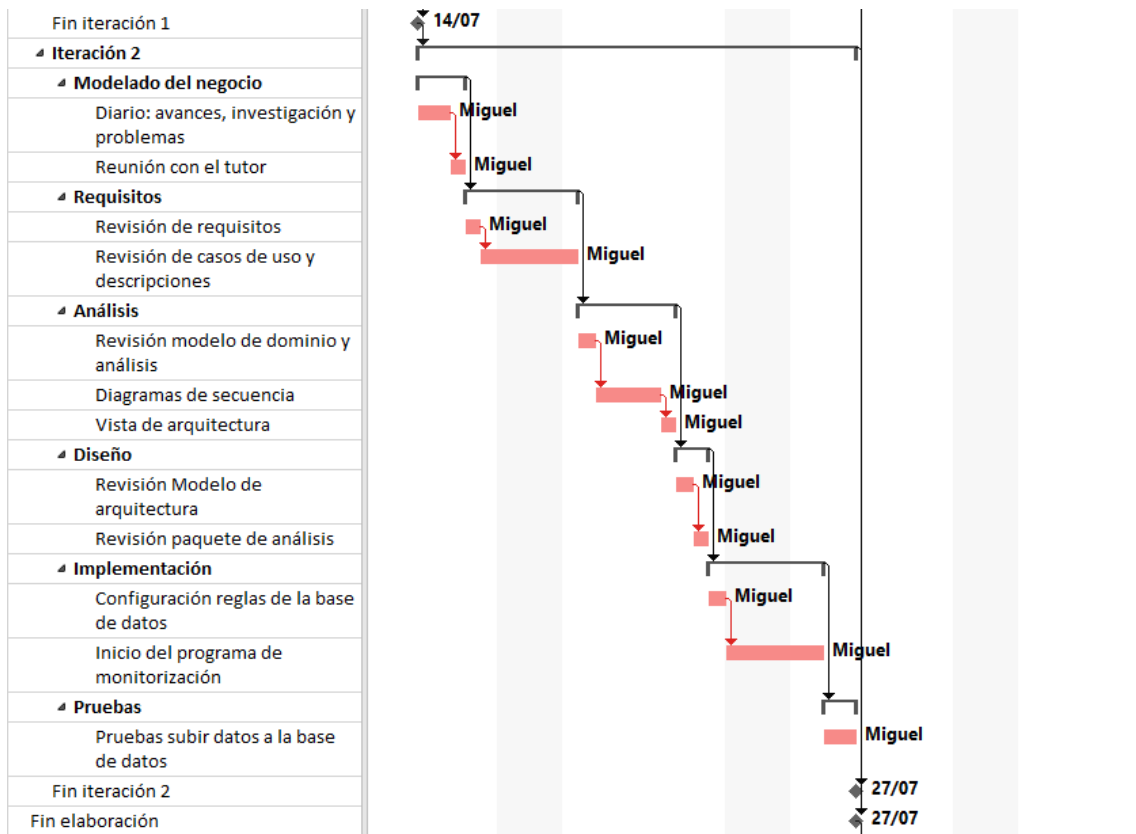 Fin iteración 1
14/07
Iteración 2
Modelado del negocio
Diario: avances, investigación y
problemas
Miguel
Reunión con el tutor
Miguel
Requisitos
Revisión de requisitos
Miguel
Revisión de casos de uso y
descripciones
Miguel
Análisis
Revisión modelo de dominio y
análisis
Miguel
Diagramas de secuencia
Miguel
Vista de arquitectura
Miguel
Diseño
Revisión Modelo de
arquitectura
Miguel
Revisión paquete de análisis
Miguel
Implementación
Configuración reglas de la base
de datos
Miguel
Inicio del programa de
monitorización
Miguel
Pruebas
Pruebas subir datos a la base
de datos
Miguel
Fin iteración 2
27/07
Fin elaboración
27/07